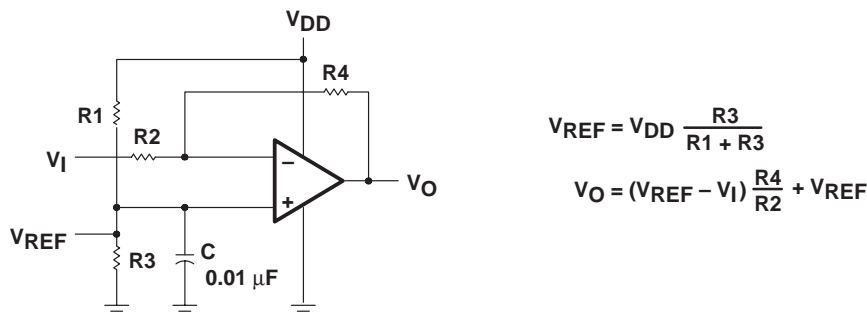 VDD
R4
R1
R2
VI
−
+
VO
VREF
R3
C
0.01 μF
VREF = VDD R3 / R1 + R3
VO = (VREF − VI) R4 / R2 + VREF